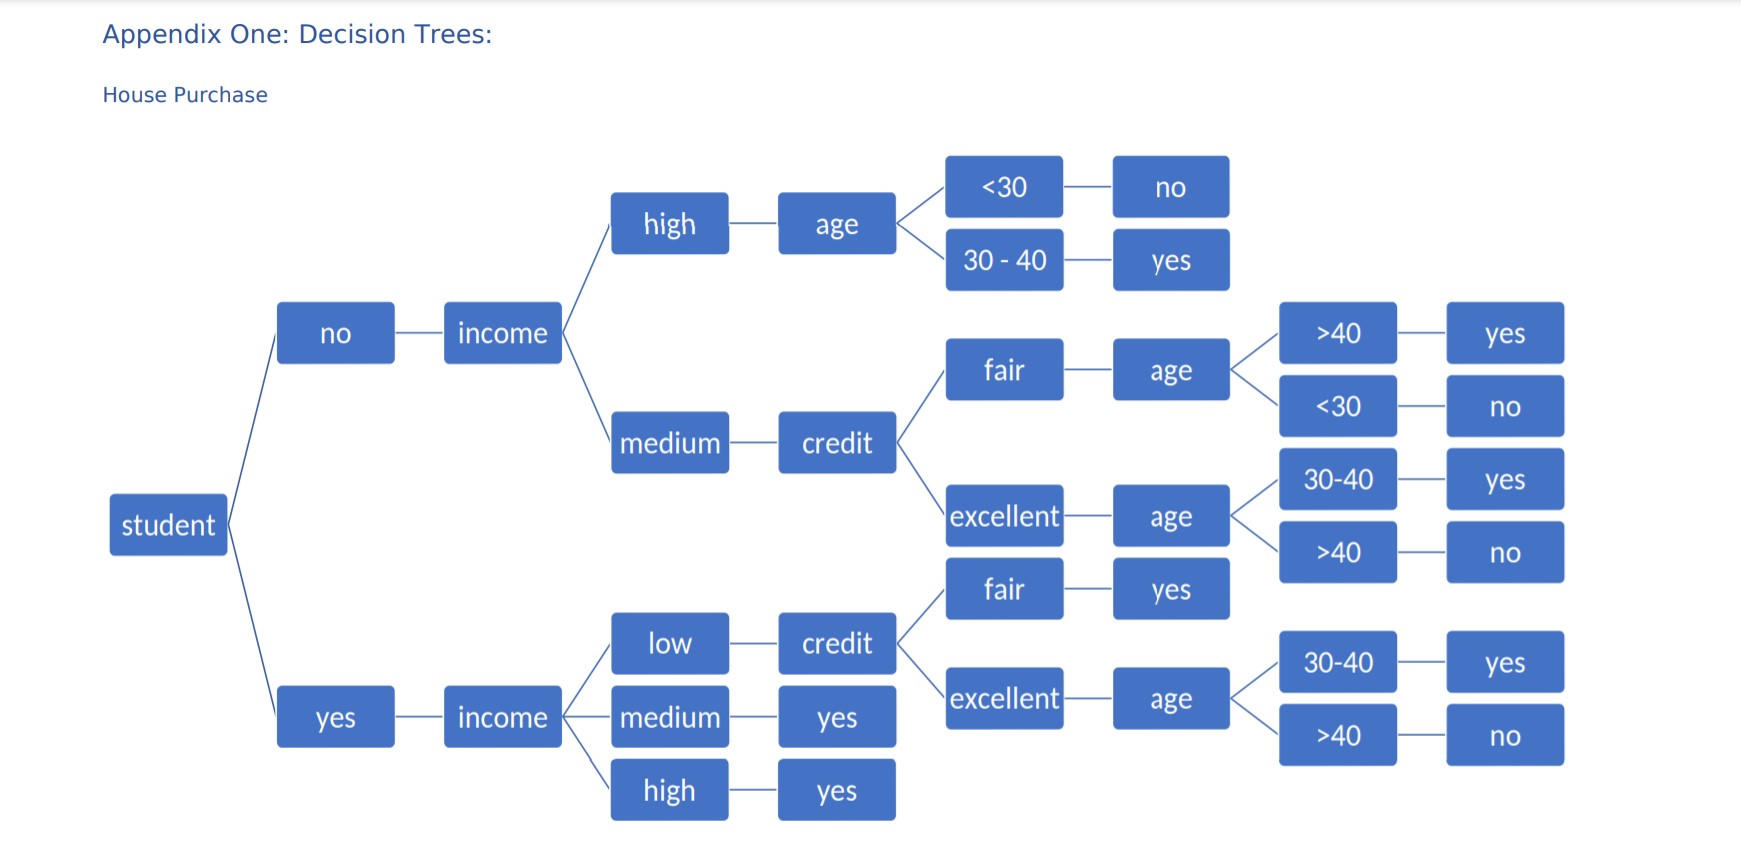 Appendix One: Decision Trees:
House Purchase
student
no
income
high
age
<30
no
30 - 40
yes
medium
credit
fair
age
>40
yes
<30
no
excellent
age
30-40
yes
>40
no
yes
income
low
credit
fair
yes
excellent
age
30-40
yes
>40
no
medium
yes
high
yes